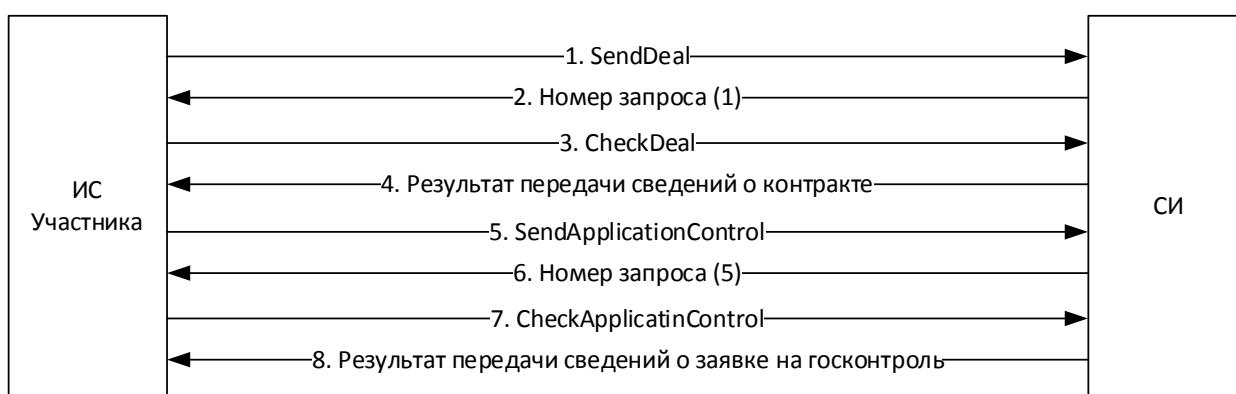 1. SendDeal
2. Номер запроса (1)
3. CheckDeal
4. Результат передачи сведений о контракте
ИС
Участника
СИ
5. SendApplicationControl
6. Номер запроса (5)
7. CheckApplicatinControl
8. Результат передачи сведений о заявке на госконтроль